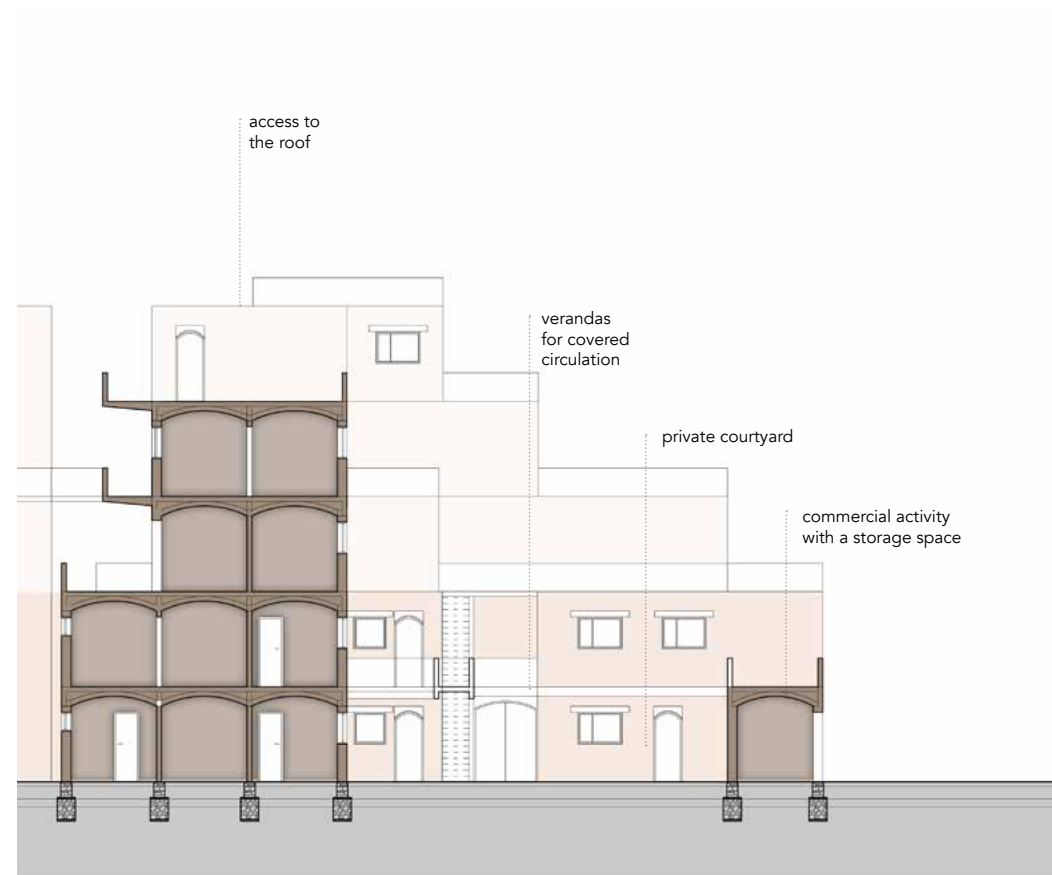 access to
the roof
verandas
for covered
circulation
private courtyard
commercial activity
with a storage space